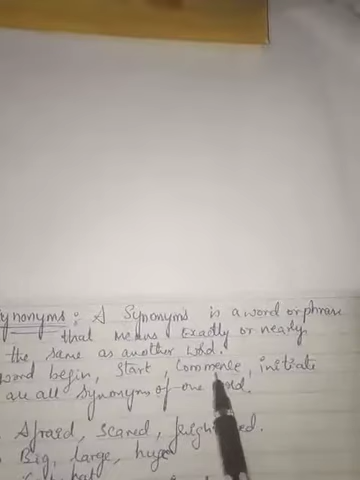 ynonyms : A Synonyms is a word or phrase
that means Exactly or nearly
the same as another word.
word begin, Start, Commence, initiate
are all Synonyms of one
Afraid, scared,
Big, large, huge